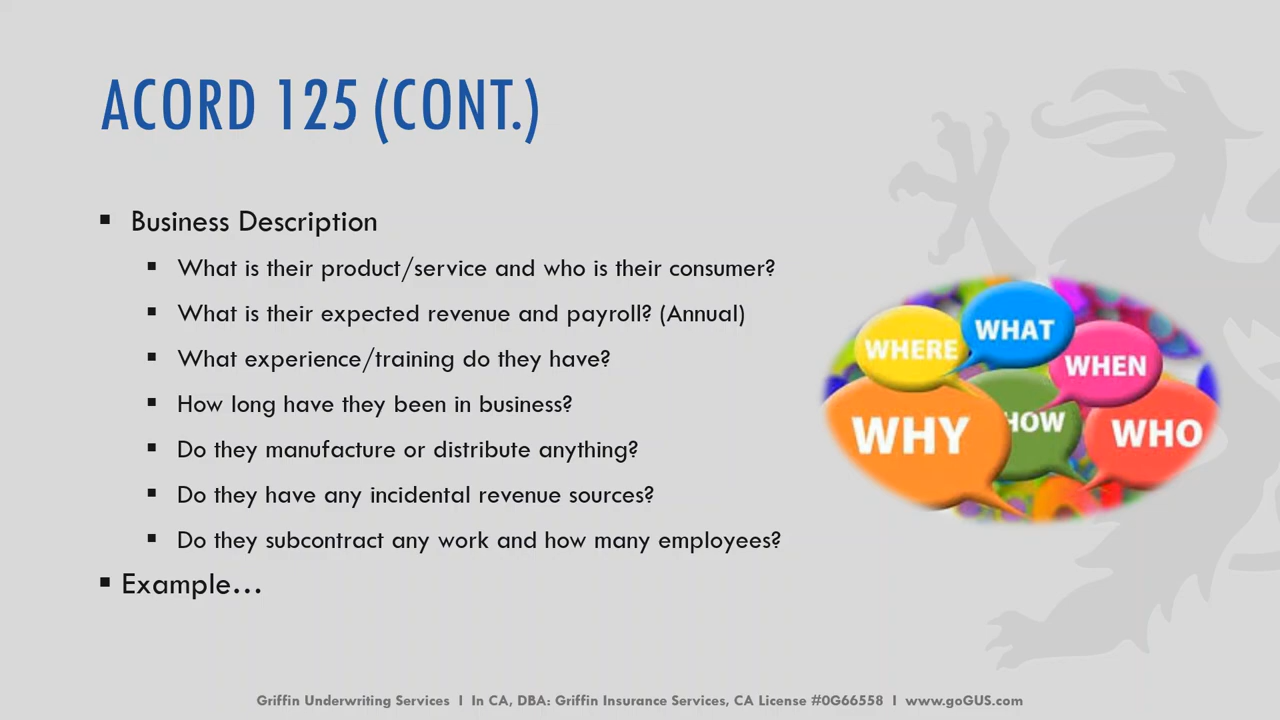 ACORD 125 (CONT.)
▪ Business Description
▪ What is their product/service and who is their consumer?
▪ What is their expected revenue and payroll? (Annual)
▪ What experience/training do they have?
▪ How long have they been in business?
▪ Do they manufacture or distribute anything?
▪ Do they have any incidental revenue sources?
▪ Do they subcontract any work and how many employees?
▪ Example…
WHERE
WHAT
WHEN
WHY
HOW
WHO
Griffin Underwriting Services I In CA, DBA: Griffin Insurance Services, CA License #0G66558 I www.goGUS.com